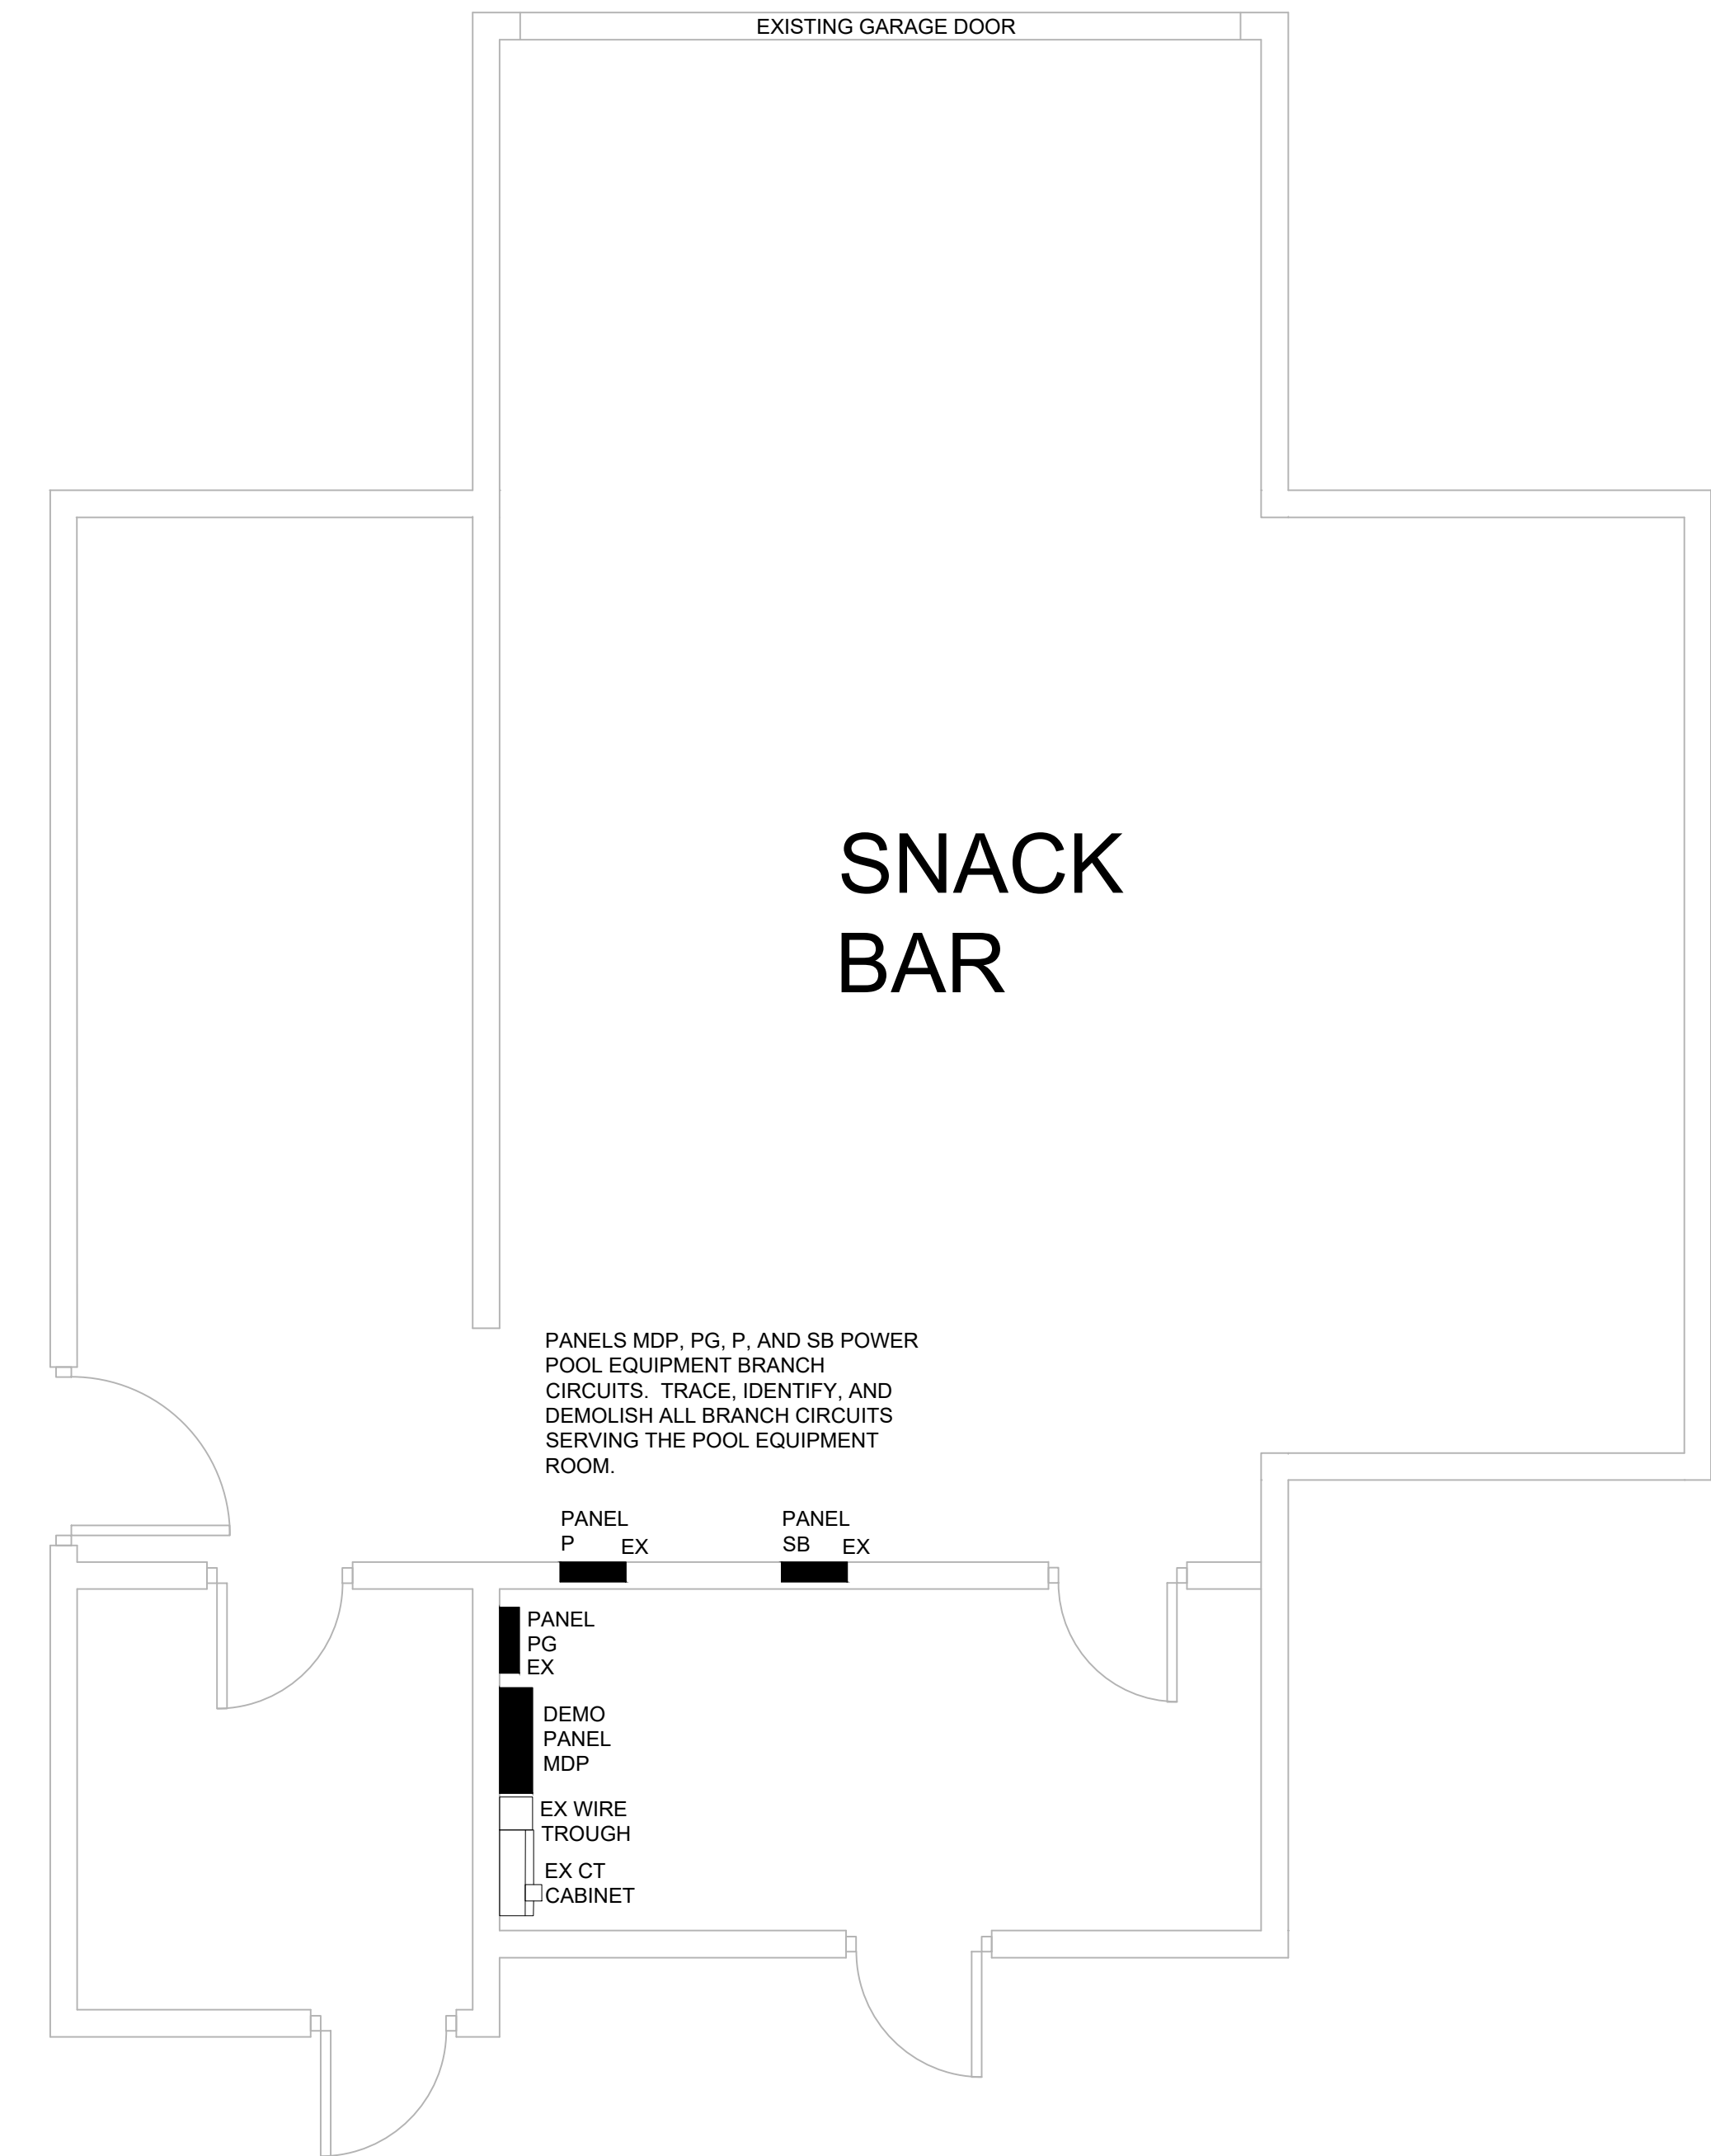 EXISTING GARAGE DOOR
SNACK
BAR
PANELS MDP, PG, P, AND SB POWER
POOL EQUIPMENT BRANCH
CIRCUITS.  TRACE, IDENTIFY, AND
DEMOLISH ALL BRANCH CIRCUITS
SERVING THE POOL EQUIPMENT
ROOM.
PANEL
P
EX
PANEL
SB
EX
PANEL
PG
EX
DEMO
PANEL
MDP
EX WIRE
TROUGH
EX CT
CABINET